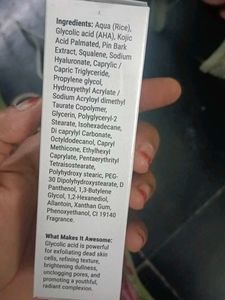 Ingredients: Aqua (Rice),
Glycolic acid (AHA), Kojic
Acid Palmated, Pin Bark
Extract, Squalene, Sodium
Hyaluronate, Caprylic /
Capric Triglyceride,
Propylene glycol,
Hydroxyethyl Acrylate /
Sodium Acryloyl dimethyl
Taurate Copolymer,
Glycerin, Polyglyceryl-2
Stearate, Isohexadecane,
Di caprylyl Carbonate,
Octyldodecanol, Capryl
Methicone, Ethylhexyl
Caprylate, Pentaerythrityl
Tetraisostearate,
Polyhydroxy stearic, PEG-
30 Dipolyhydroxystearate, D
Panthenol, 1,3-Butylene
Glycol, 1,2-Hexanediol,
Allantoin, Xanthan Gum,
Phenoxyethanol, CI 19140
Fragrance.
What Makes It Awesome:
Glycolic acid is powerful
for exfoliating dead skin
cells, refining texture,
brightening dullness,
unclogging pores, and
promoting a youthful,
radiant complexion.